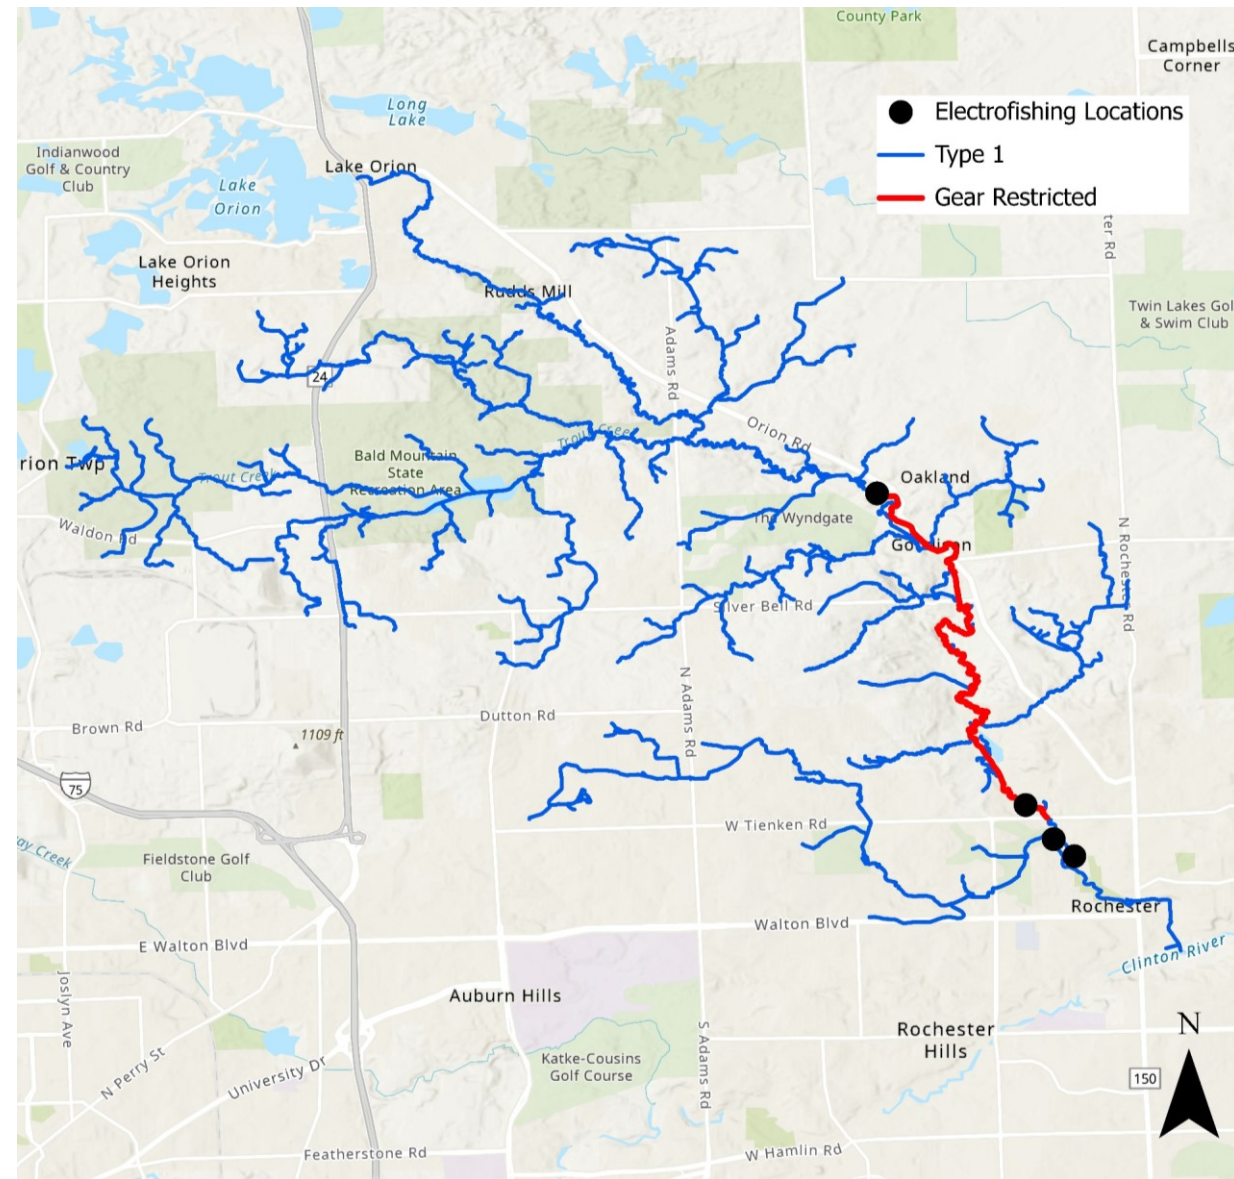 County Park
Campbells
Corner
Electrofishing Locations
Type 1
Gear Restricted
Long
Lake
Indianwood
Golf & Country
Club
Lake Orion
Lake
Orion
Lake Orion
Heights
Rudds Mill
ter Rd
Twin Lakes Gol
& Swim Club
24
Adams Rd
Orion Rd
Trout Creek
rion Twp
Trout Creek
Bald Mountain
State
Recreation Area
Oakland
Waldon Rd
The Wyndgate
Goodison
N Rochester Rd
Silver Bell Rd
N Adams Rd
Dutton Rd
Brown Rd
1109 ft
75
W Tienken Rd
ay Creek
Fieldstone Golf
Club
Rochester
Walton Blvd
E Walton Blvd
Clinton River
Joslyn Ave
Auburn Hills
Rochester
Hills
N
S Adams Rd
Katke-Cousins
Golf Course
N Perry St
University Dr
150
Featherstone Rd
W Hamlin Rd